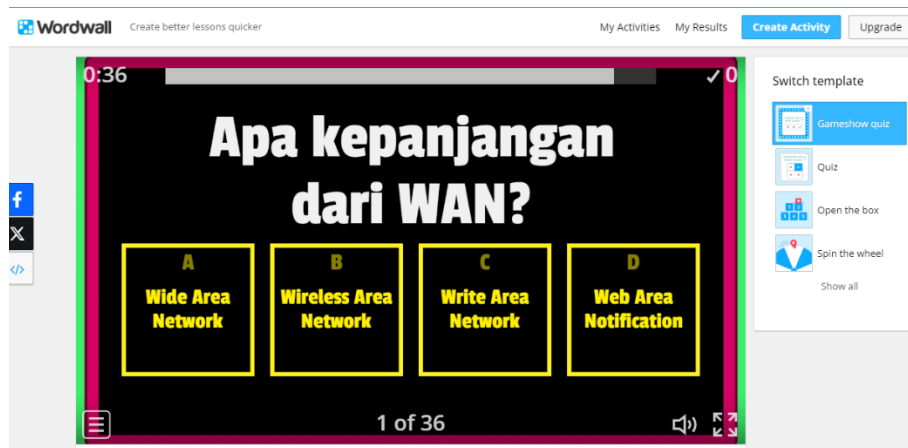 Wordwall Create better lessons quicker My Activities My Results Create Activity Upgrade
0:36 ✓ 0
Apa kepanjangan
dari WAN?
A
Wide Area
Network
B
Wireless Area
Network
C
Write Area
Network
D
Web Area
Notification
1 of 36
Switch template
Gameshow quiz
Quiz
Open the box
Spin the wheel
Show all